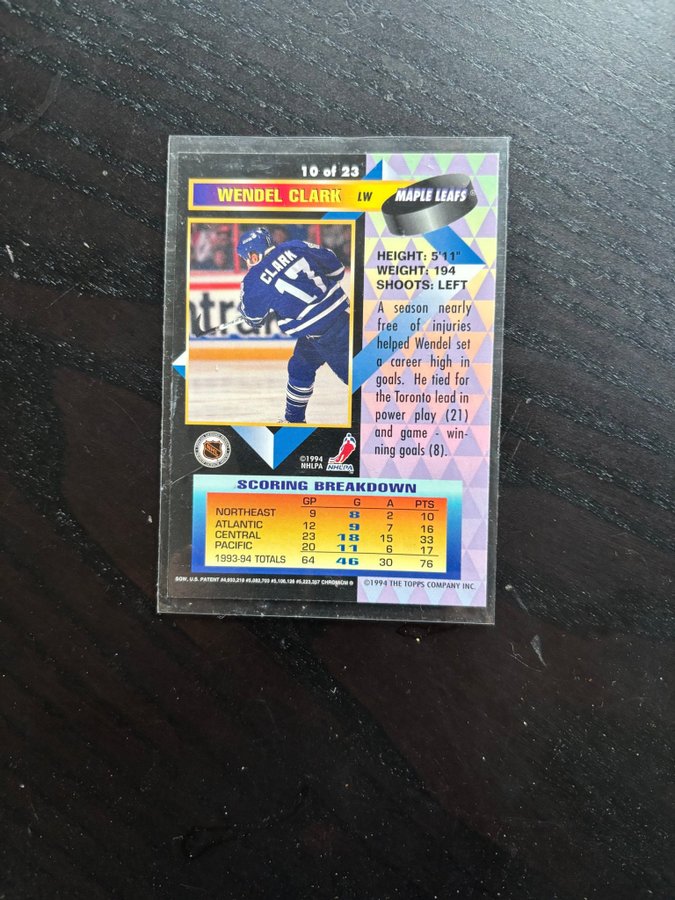 10 of 23
WENDEL CLARK LW MAPLE LEAFS
CLARK
17
HEIGHT: 5'11"
WEIGHT: 194
SHOOTS: LEFT
A season nearly
free of injuries
helped Wendel set
a career high in
goals. He tied for
the Toronto lead in
power play (21)
and game - win-
ning goals (8).
©1994
NHLPA
NHLPA
SCORING BREAKDOWN
GP G A PTS
NORTHEAST 9 8 2 10
ATLANTIC 12 9 7 16
CENTRAL 23 18 15 33
PACIFIC 20 11 6 17
1993-94 TOTALS 64 46 30 76
©1994 THE TOPPS COMPANY INC.